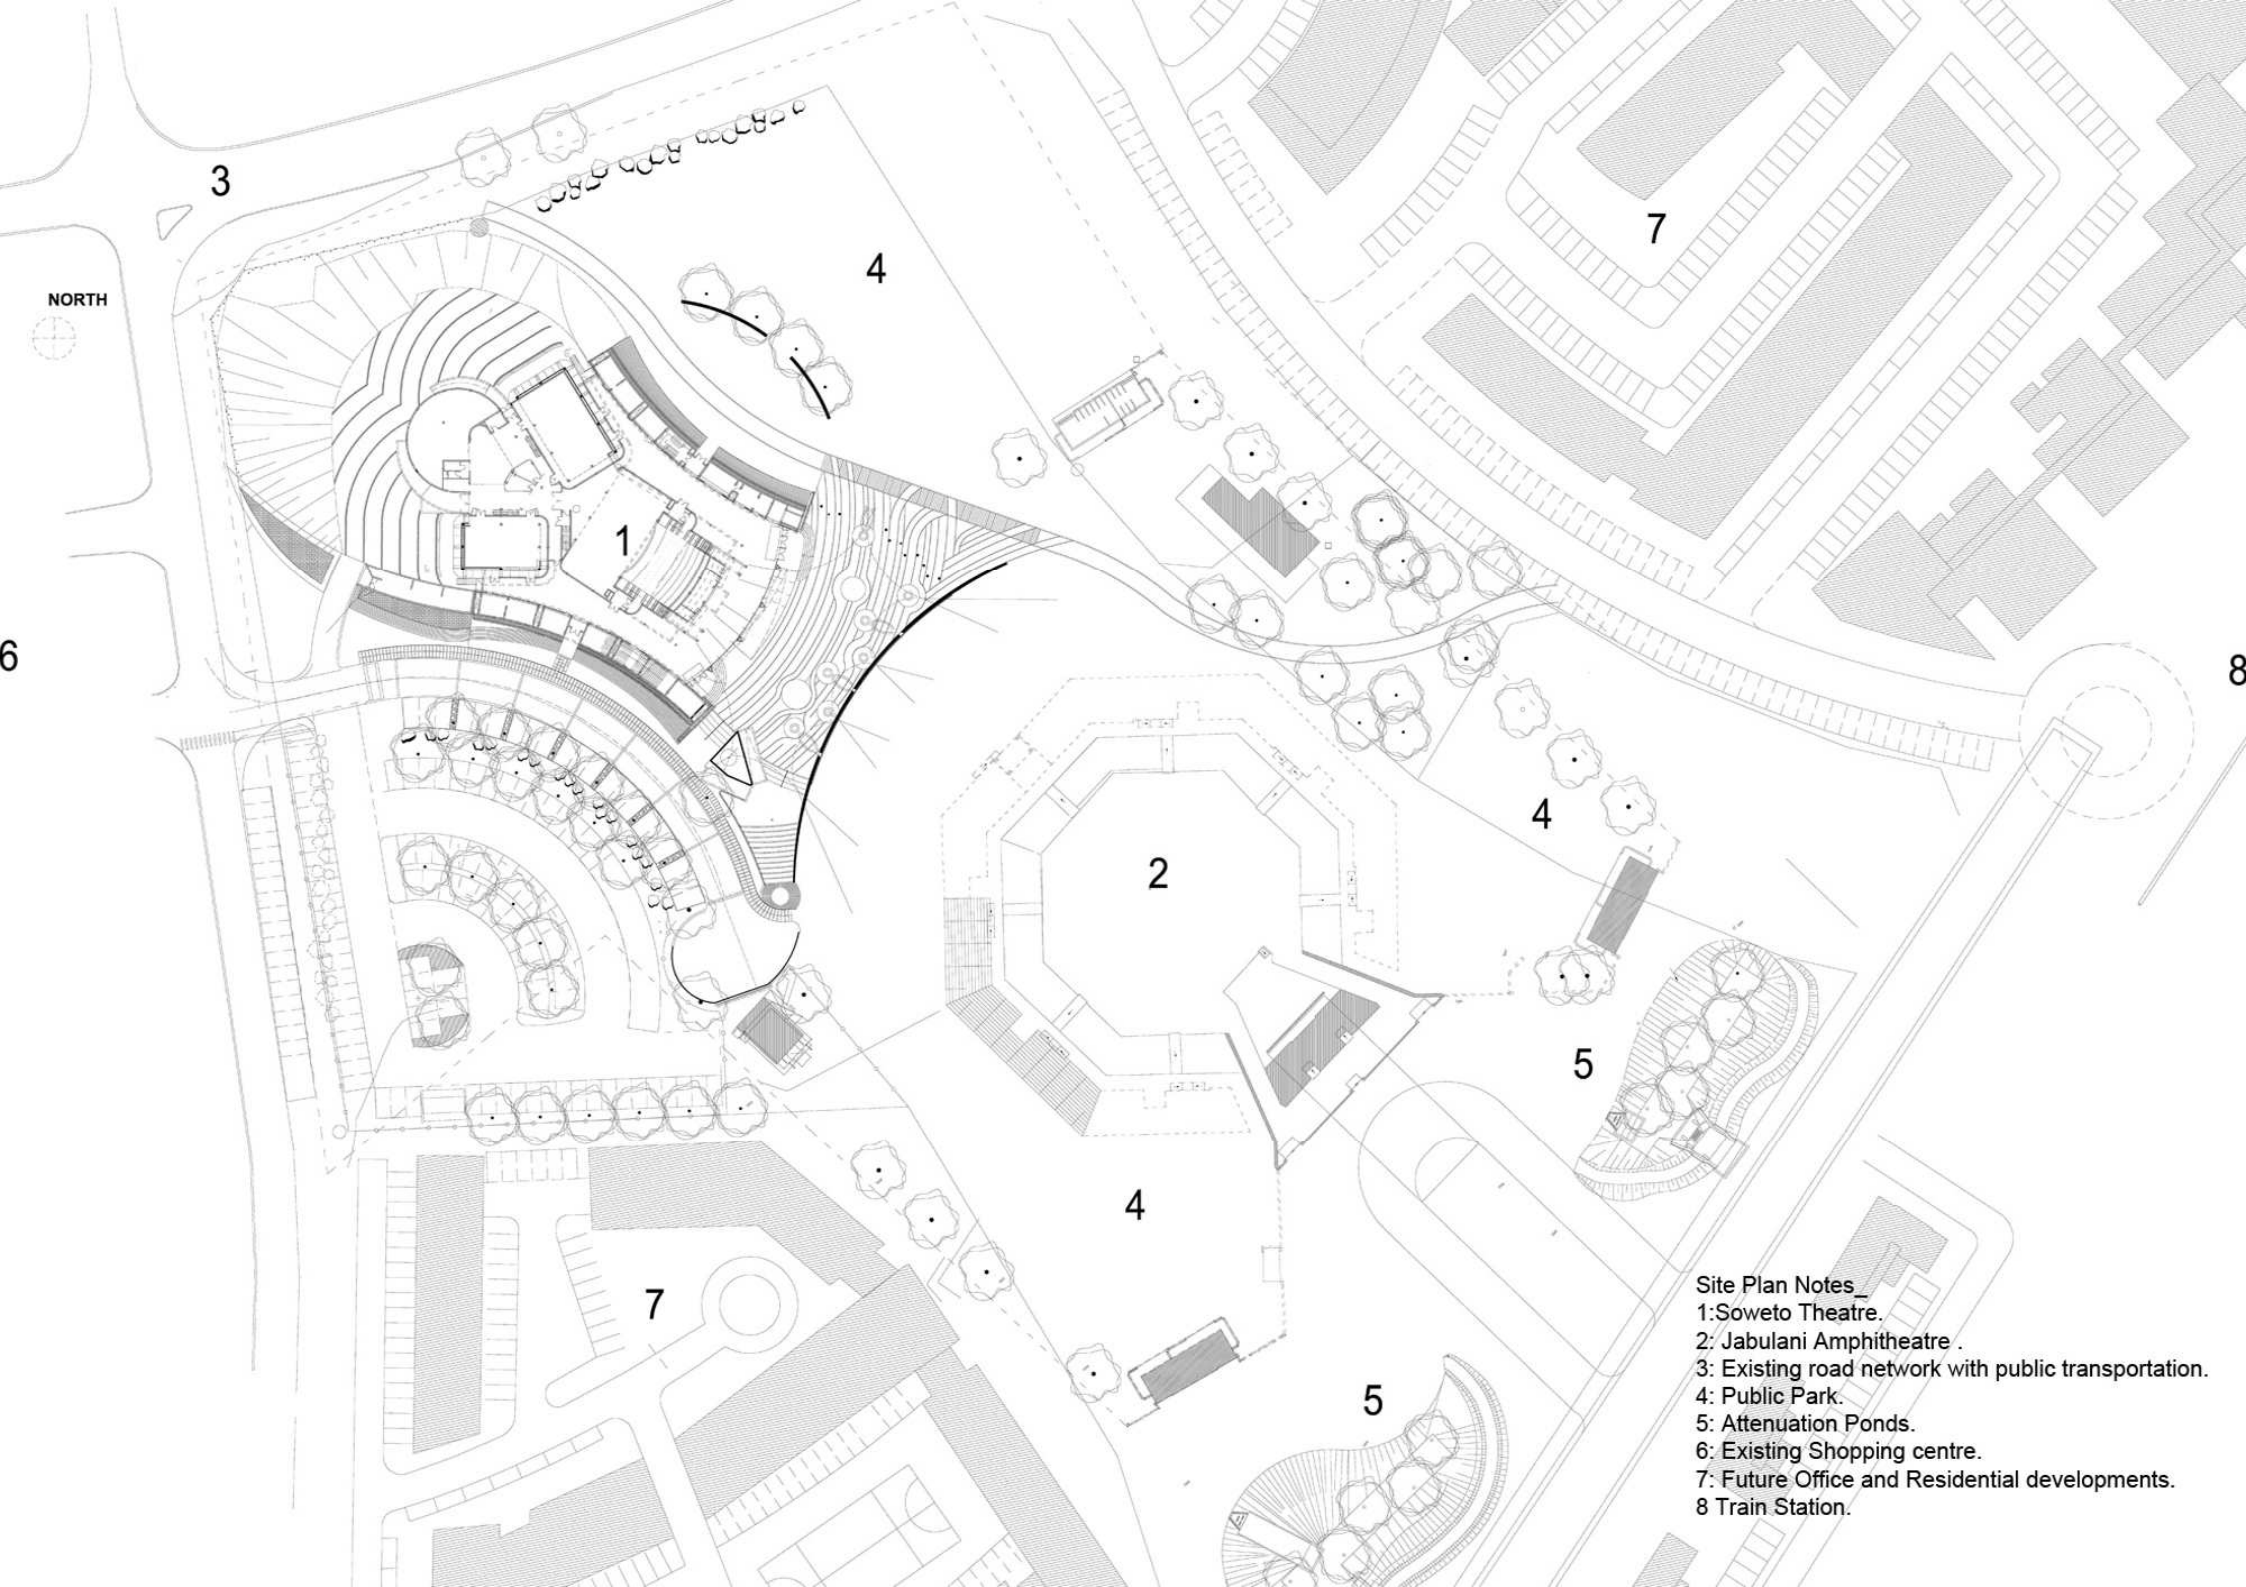 3
7
4
NORTH
1
6
8
4
2
5
4
7
5
Site Plan Notes_
1:Soweto Theatre.
2: Jabulani Amphitheatre .
3: Existing road network with public transportation.
4: Public Park.
5: Attenuation Ponds.
6: Existing Shopping centre.
7: Future Office and Residential developments.
8 Train Station.